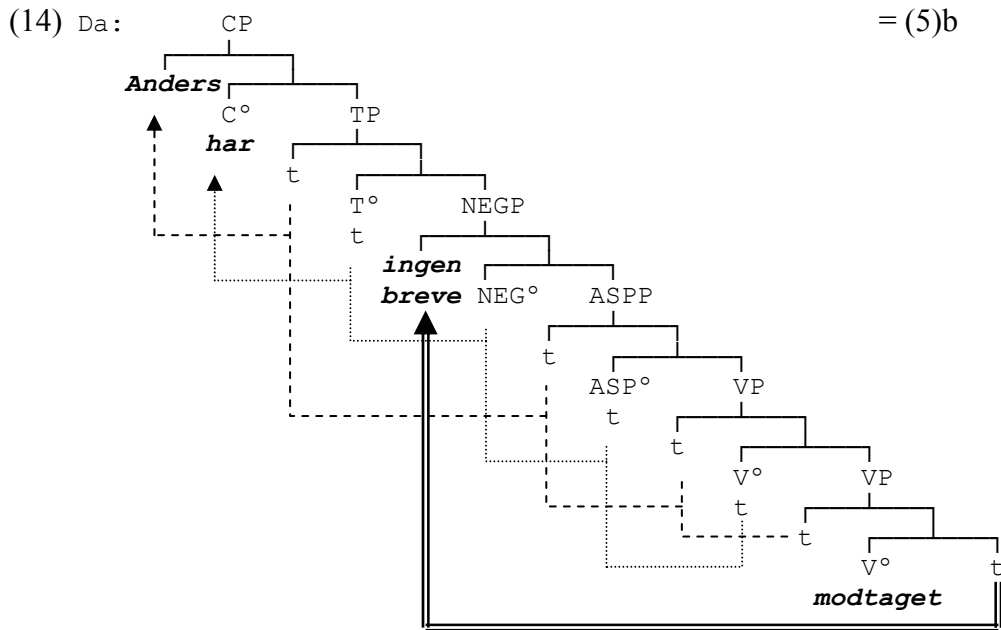 (14) Da: CP = (5)b
Anders
C° TP
har
t
T° NEGP
t
ingen
breve NEG° ASPP
t
ASP° VP
t
t
V° VP
t
t
V° t
modtaget